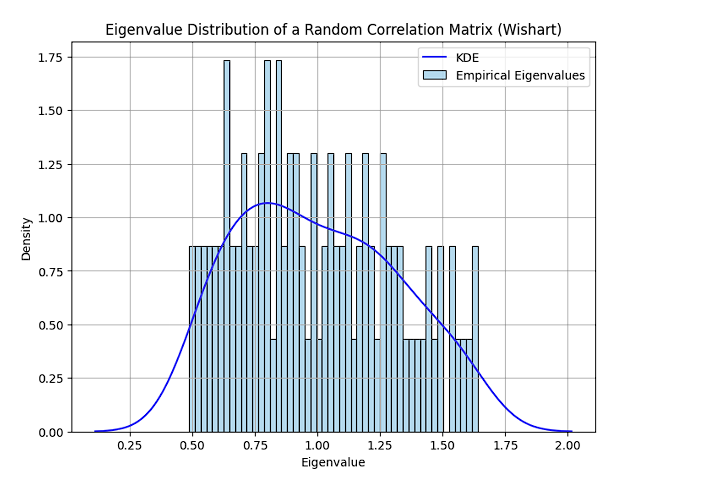 Eigenvalue Distribution of a Random Correlation Matrix (Wishart)
KDE
Empirical Eigenvalues
1.75
1.50
1.25
1.00
0.75
0.50
0.25
0.00
Density
0.25 0.50 0.75 1.00 1.25 1.50 1.75 2.00
Eigenvalue